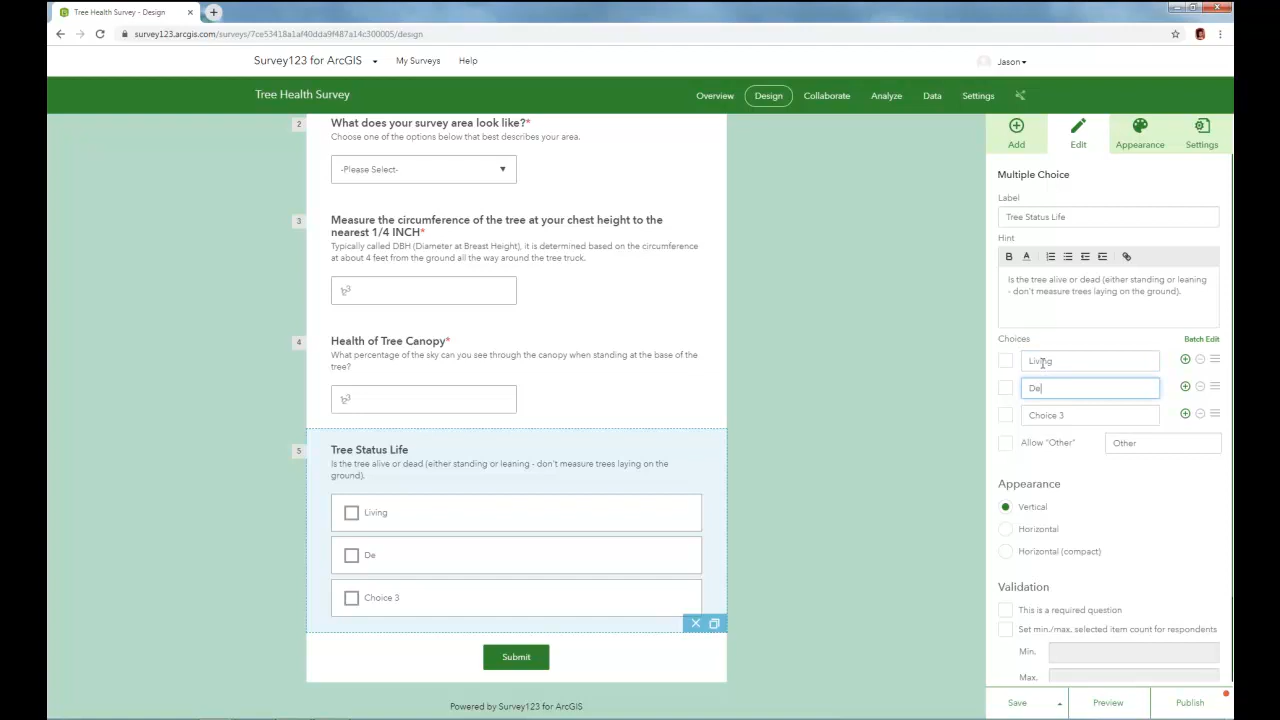 Tree Health Survey - Design
survey123.arcgis.com/surveys/7ce53418a1af40dda9f487a14c300005/design
Survey123 for ArcGIS My Surveys Help Jason
Tree Health Survey Overview Design Collaborate Analyze Data Settings
2 What does your survey area look like?*
Choose one of the options below that best describes your area.
-Please Select-
3 Measure the circumference of the tree at your chest height to the
nearest 1/4 INCH*
Typically called DBH (Diameter at Breast Height), it is determined based on the circumference
at about 4 feet from the ground all the way around the tree truck.
4 Health of Tree Canopy*
What percentage of the sky can you see through the canopy when standing at the base of the
tree?
5 Tree Status Life
Is the tree alive or dead (either standing or leaning - don't measure trees laying on the
ground).
Living
De
Choice 3
Submit
Powered by Survey123 for ArcGIS
Add Edit Appearance Settings
Multiple Choice
Label
Tree Status Life
Hint
B A
Is the tree alive or dead (either standing or leaning
- don't measure trees laying on the ground).
Choices Batch Edit
Living
De
Choice 3
Allow "Other" Other
Appearance
Vertical
Horizontal
Horizontal (compact)
Validation
This is a required question
Set min./max. selected item count for respondents
Min.
Max.
Save Preview Publish